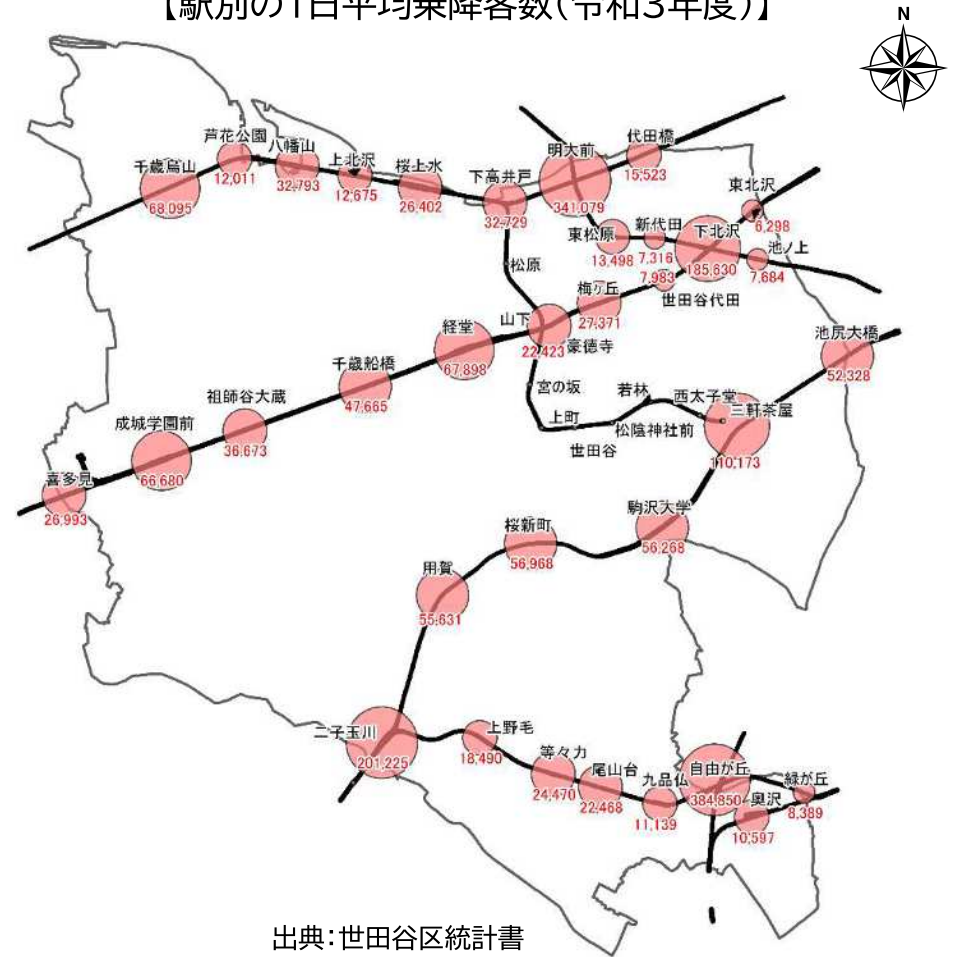 【駅別の1日平均乗降客数(令和3年度)】
N
芦花公園
12,011
八幡山
32,793
千歳烏山
68,095
上北沢
12,675
桜上水
26,402
下高井戸
32,729
明大前
341,079
代田橋
15,523
東北沢
6,298
東松原
13,498
新代田
7,316
下北沢
185,630
池ノ上
7,684
松原
7,983
世田谷代田
梅ヶ丘
27,371
山下
22,423
豪徳寺
経堂
67,898
千歳船橋
47,665
祖師谷大蔵
36,673
成城学園前
66,680
喜多見
26,993
池尻大橋
52,328
宮の坂
上町
世田谷
若林
松陰神社前
西太子堂
三軒茶屋
110,173
駒沢大学
56,268
桜新町
56,968
用賀
55,631
二子玉川
201,225
上野毛
18,490
等々力
24,470
尾山台
22,468
九品仏
11,139
自由が丘
384,850
緑が丘
8,389
奥沢
10,597
出典:世田谷区統計書